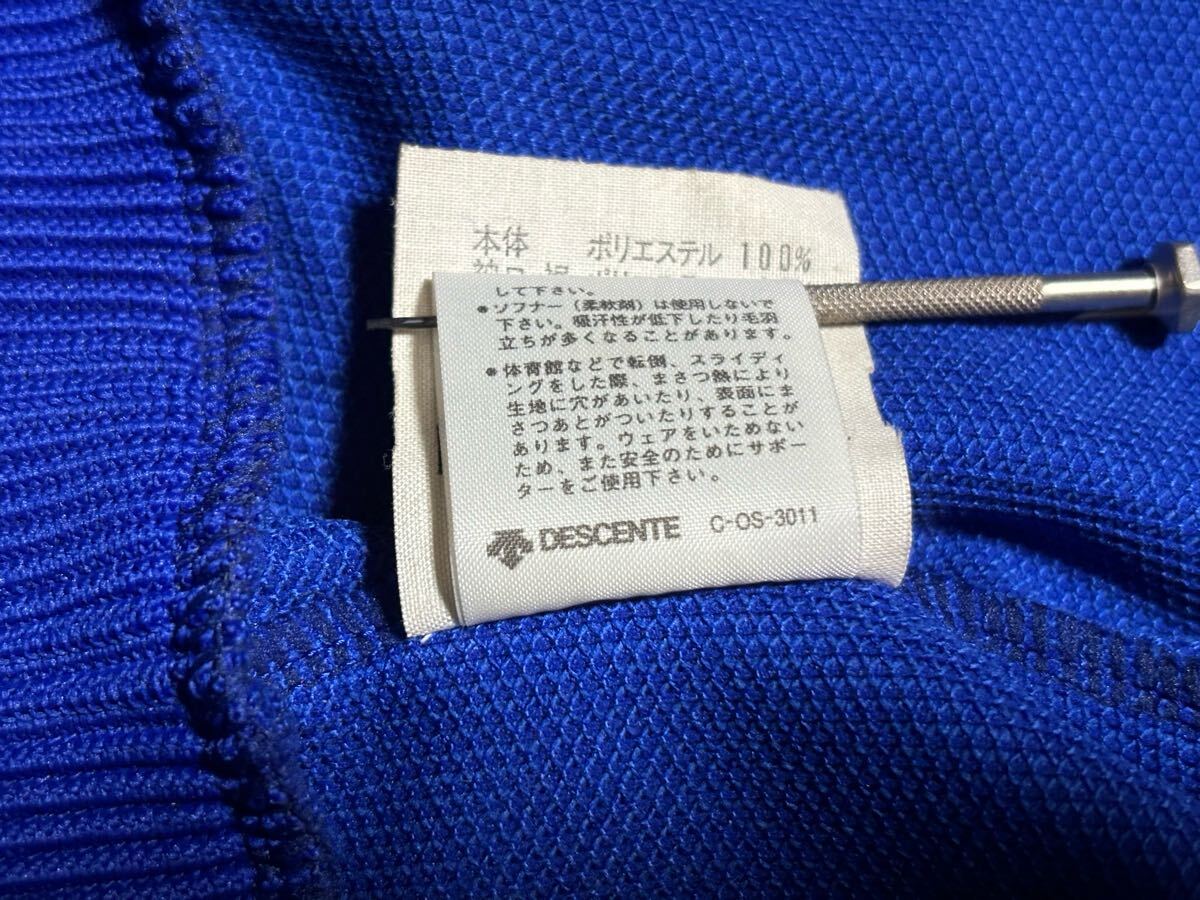 本体 ポリエステル 100%
して下さい。
●ソフナー（柔軟剤）は使用しないで
下さい。吸汗性が低下したり毛羽
立ちが多くなることがあります。
●体育館などで転倒、スライディ
ングをした際、まさつ熱により
生地に穴があいたり、表面にま
さつあとがついたりすることが
あります。ウェアをいためない
ため、また安全のためにサポー
ターをご使用下さい。
DESCENTE C-OS-3011